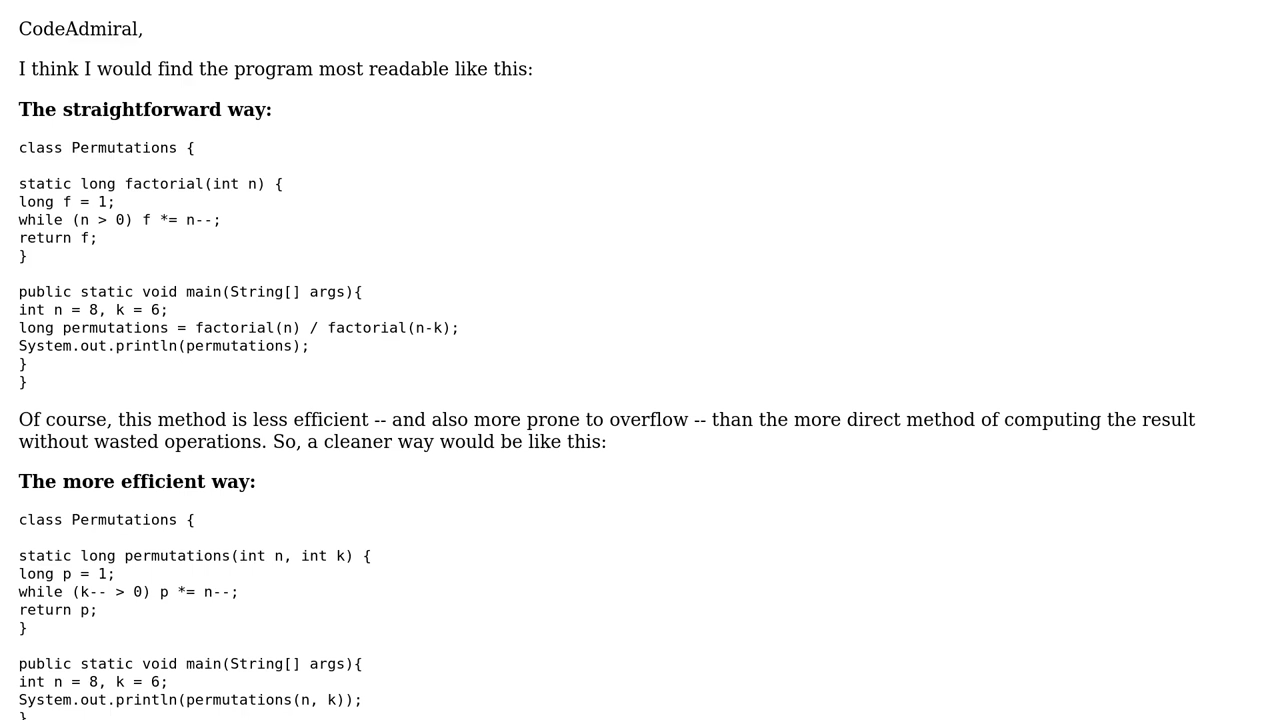 CodeAdmiral,
I think I would find the program most readable like this:
The straightforward way:
class Permutations {
static long factorial(int n) {
long f = 1;
while (n > 0) f *= n--;
return f;
}
public static void main(String[] args){
int n = 8, k = 6;
long permutations = factorial(n) / factorial(n-k);
System.out.println(permutations);
}
}
Of course, this method is less efficient -- and also more prone to overflow -- than the more direct method of computing the result
without wasted operations. So, a cleaner way would be like this:
The more efficient way:
class Permutations {
static long permutations(int n, int k) {
long p = 1;
while (k-- > 0) p *= n--;
return p;
}
public static void main(String[] args){
int n = 8, k = 6;
System.out.println(permutations(n, k));
}